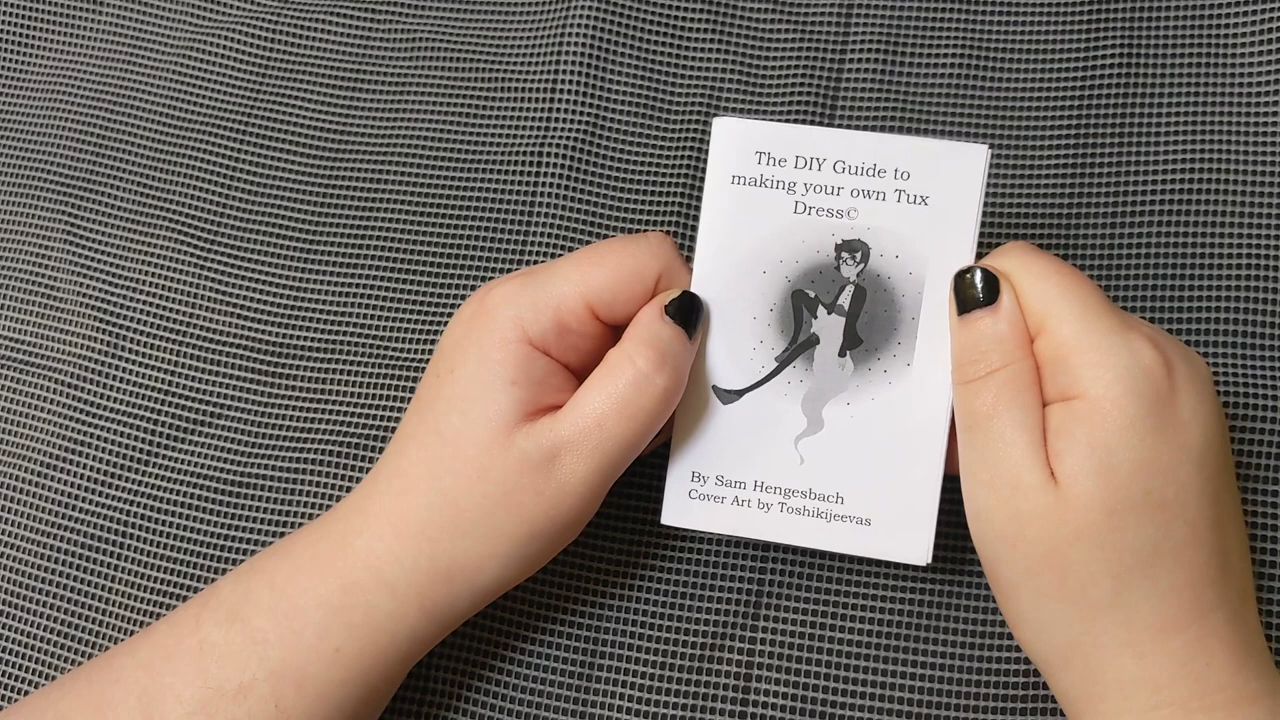 The DIY Guide to
making your own Tux
Dress©
By Sam Hengesbach
Cover Art by Toshikijeevas